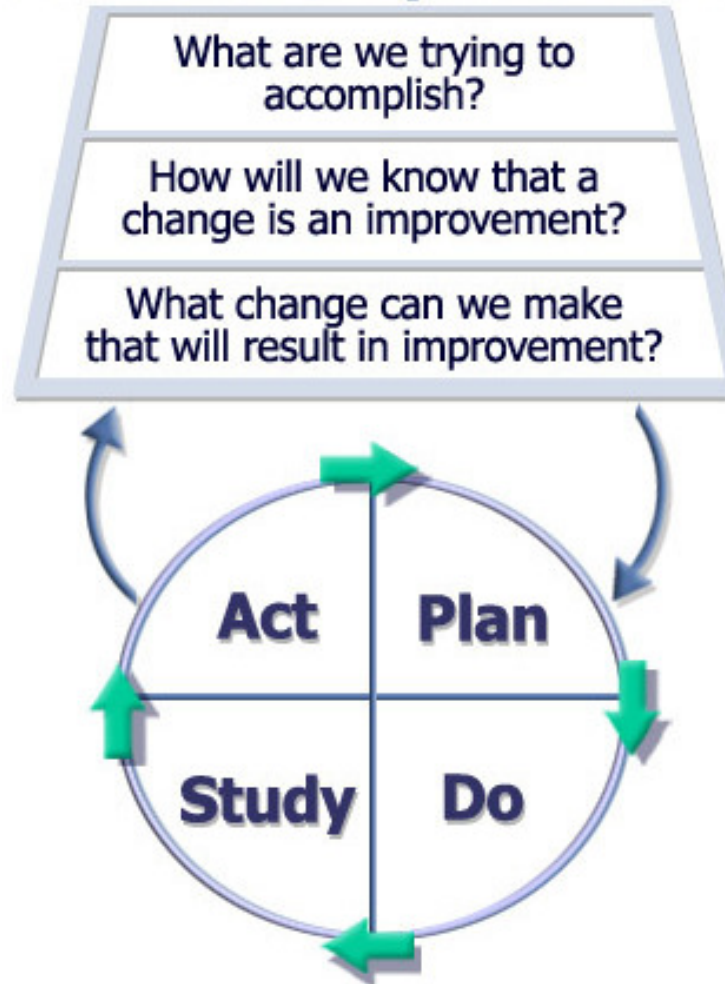 What are we trying to
accomplish?
How will we know that a
change is an improvement?
What change can we make
that will result in improvement?
Act
Plan
Study
Do